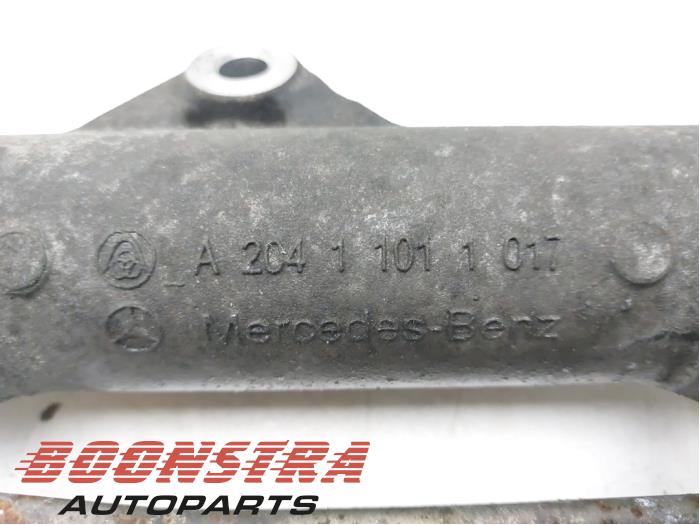 A 204 1 101 1 017
Mercedes-Benz
BOONSTRA
AUTOPARTS